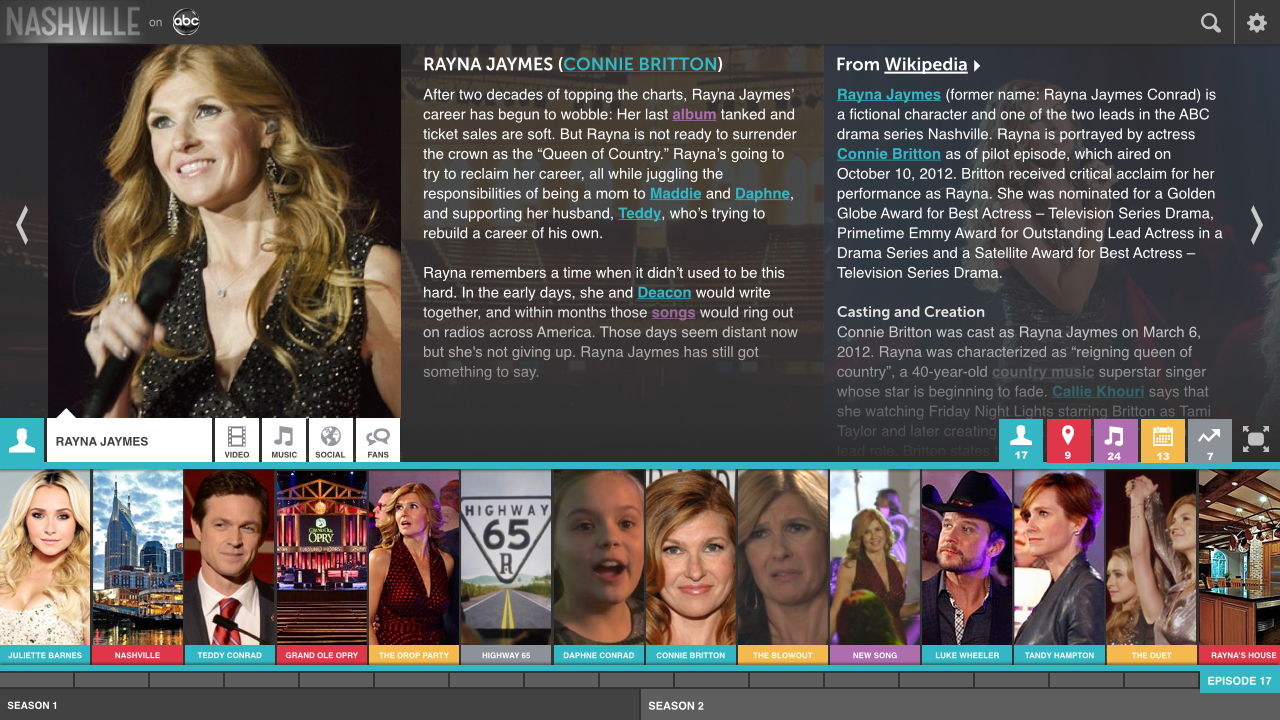 NASHVILLE on abc
RAYNA JAYMES (CONNIE BRITTON)
After two decades of topping the charts, Rayna Jaymes’
career has begun to wobble: Her last album tanked and
ticket sales are soft. But Rayna is not ready to surrender
the crown as the “Queen of Country.” Rayna’s going to
try to reclaim her career, all while juggling the
responsibilities of being a mom to Maddie and Daphne,
and supporting her husband, Teddy, who’s trying to
rebuild a career of his own.
Rayna remembers a time when it didn’t used to be this
hard. In the early days, she and Deacon would write
together, and within months those songs would ring out
on radios across America. Those days seem distant now
but she's not giving up. Rayna Jaymes has still got
something to say.
From Wikipedia
Rayna Jaymes (former name: Rayna Jaymes Conrad) is
a fictional character and one of the two leads in the ABC
drama series Nashville. Rayna is portrayed by actress
Connie Britton as of pilot episode, which aired on
October 10, 2012. Britton received critical acclaim for her
performance as Rayna. She was nominated for a Golden
Globe Award for Best Actress – Television Series Drama,
Primetime Emmy Award for Outstanding Lead Actress in a
Drama Series and a Satellite Award for Best Actress –
Television Series Drama.
Casting and Creation
Connie Britton was cast as Rayna Jaymes on March 6,
2012. Rayna was characterized as “reigning queen of
country”, a 40-year-old country music superstar singer
whose star is beginning to fade. Callie Khouri says that
she watching Friday Night Lights starring Britton as Tami
Taylor and later creating
lead role. Britton states
RAYNA JAYMES
VIDEO
MUSIC
SOCIAL
FANS
17
9
24
13
7
GRAND OLE
OPRY
HIGHWAY
65
R
JULIETTE BARNES
NASHVILLE
TEDDY CONRAD
GRAND OLE OPRY
THE DROP PARTY
HIGHWAY 65
DAPHNE CONRAD
CONNIE BRITTON
THE BLOWOUT
NEW SONG
LUKE WHEELER
TANDY HAMPTON
THE DUET
RAYNA'S HOUSE
EPISODE 17
SEASON 1
SEASON 2